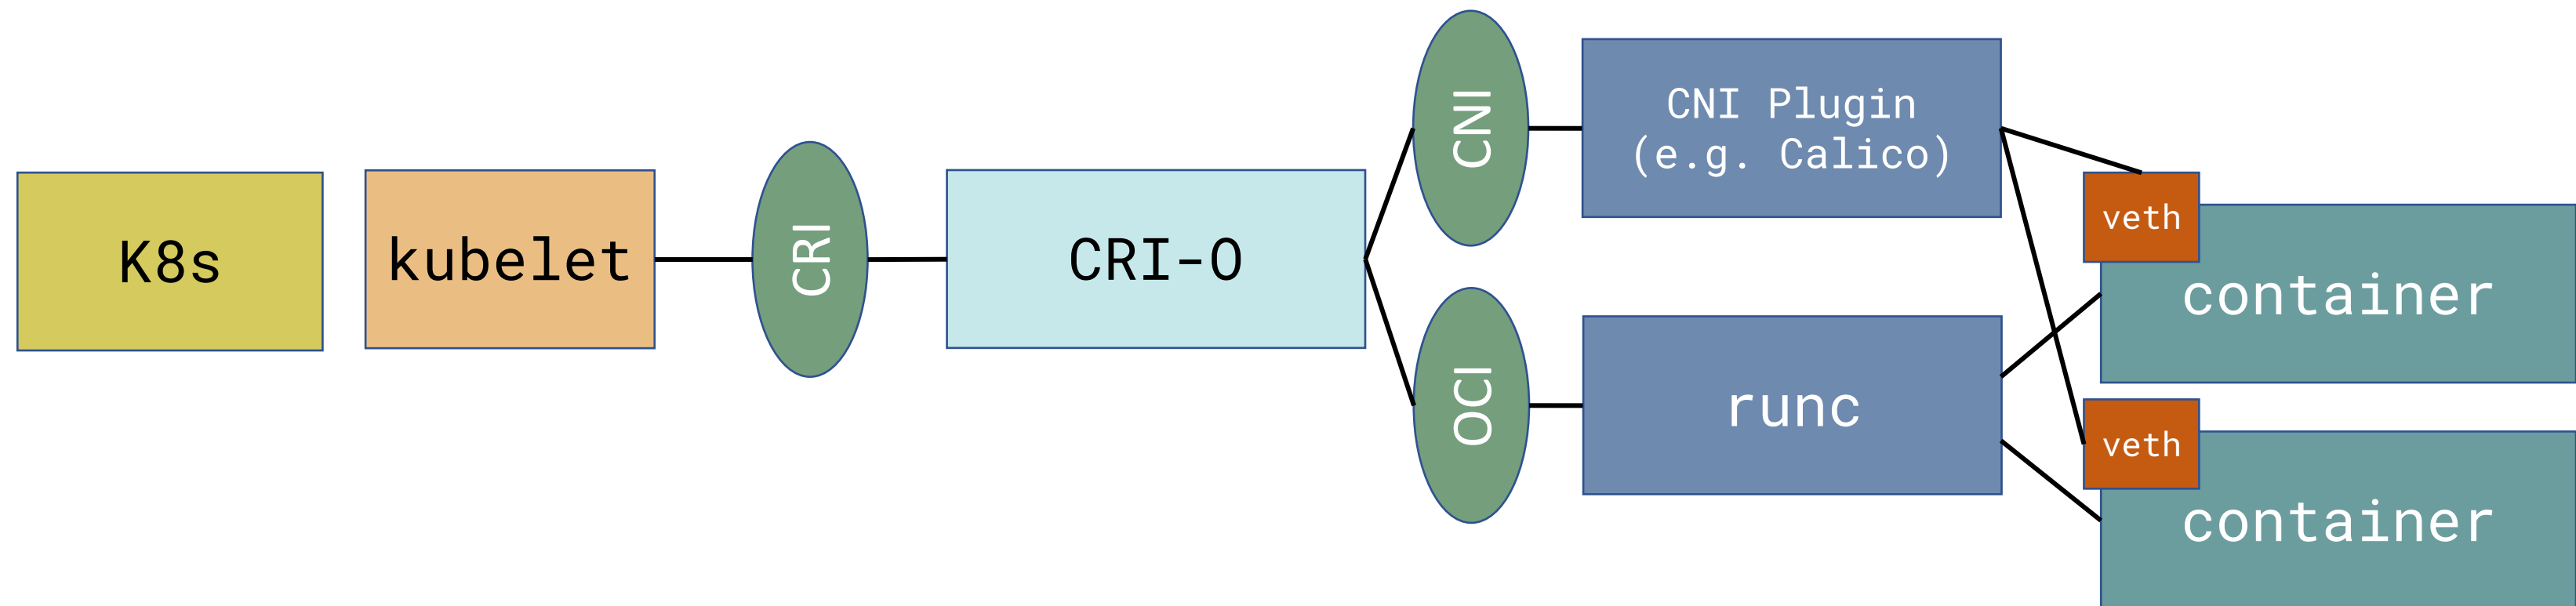 K8s
kubelet
CRI
CRI-O
CNI
CNI Plugin
(e.g. Calico)
OCI
runc
veth
container
veth
container